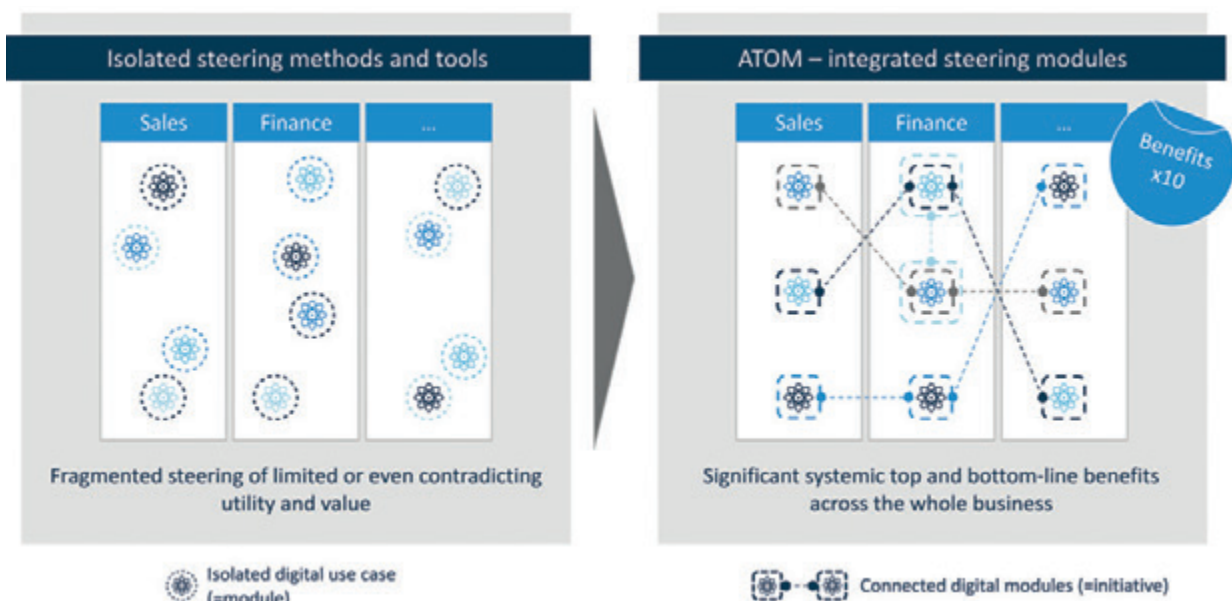 Isolated steering methods and tools
Sales
Finance
...
Fragmented steering of limited or even contradicting
utility and value
Isolated digital use case
(=module)
ATOM – integrated steering modules
Sales
Finance
...
Benefits
x10
Significant systemic top and bottom-line benefits
across the whole business
Connected digital modules (=initiative)